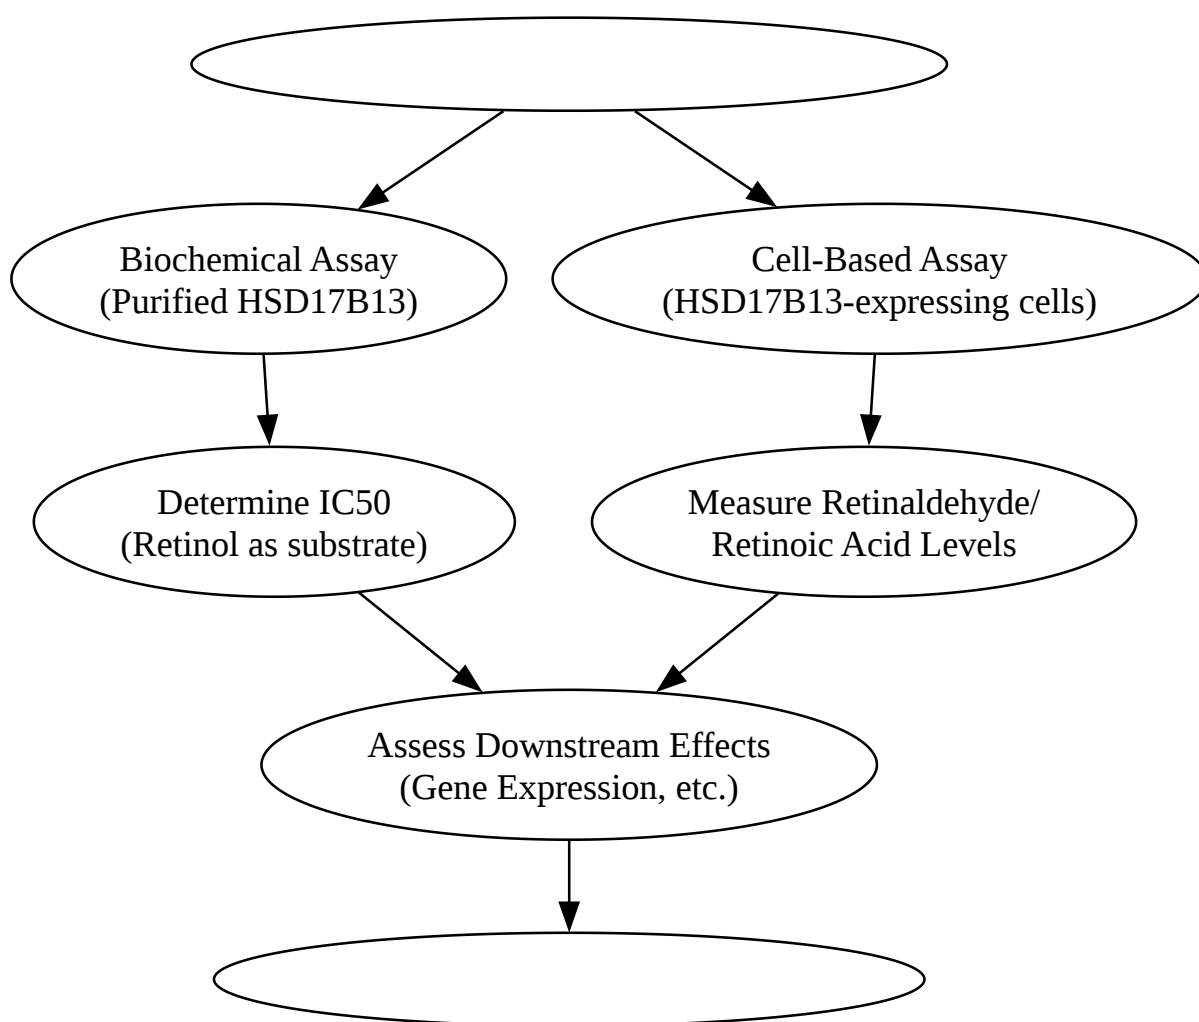 Biochemical Assay
(Purified HSD17B13)
Cell-Based Assay
(HSD17B13-expressing cells)
Determine IC50
(Retinol as substrate)
Measure Retinaldehyde/
Retinoic Acid Levels
Assess Downstream Effects
(Gene Expression, etc.)